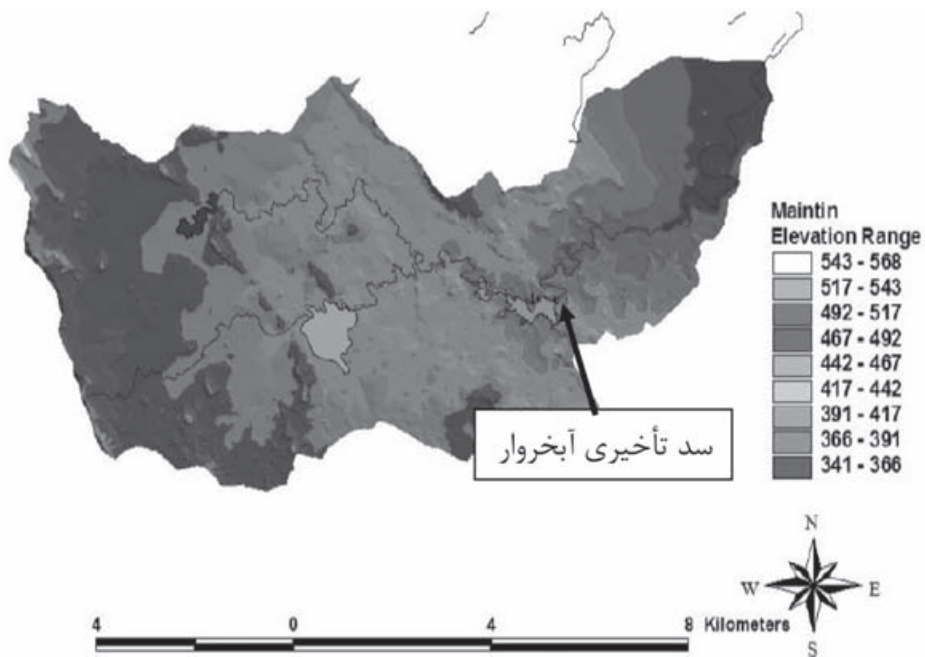 Maintin
Elevation Range
543 - 568
517 - 543
492 - 517
467 - 492
442 - 467
417 - 442
391 - 417
366 - 391
341 - 366
سد تأخیری آبخروار
N
W E
S
4 0 4 8 Kilometers